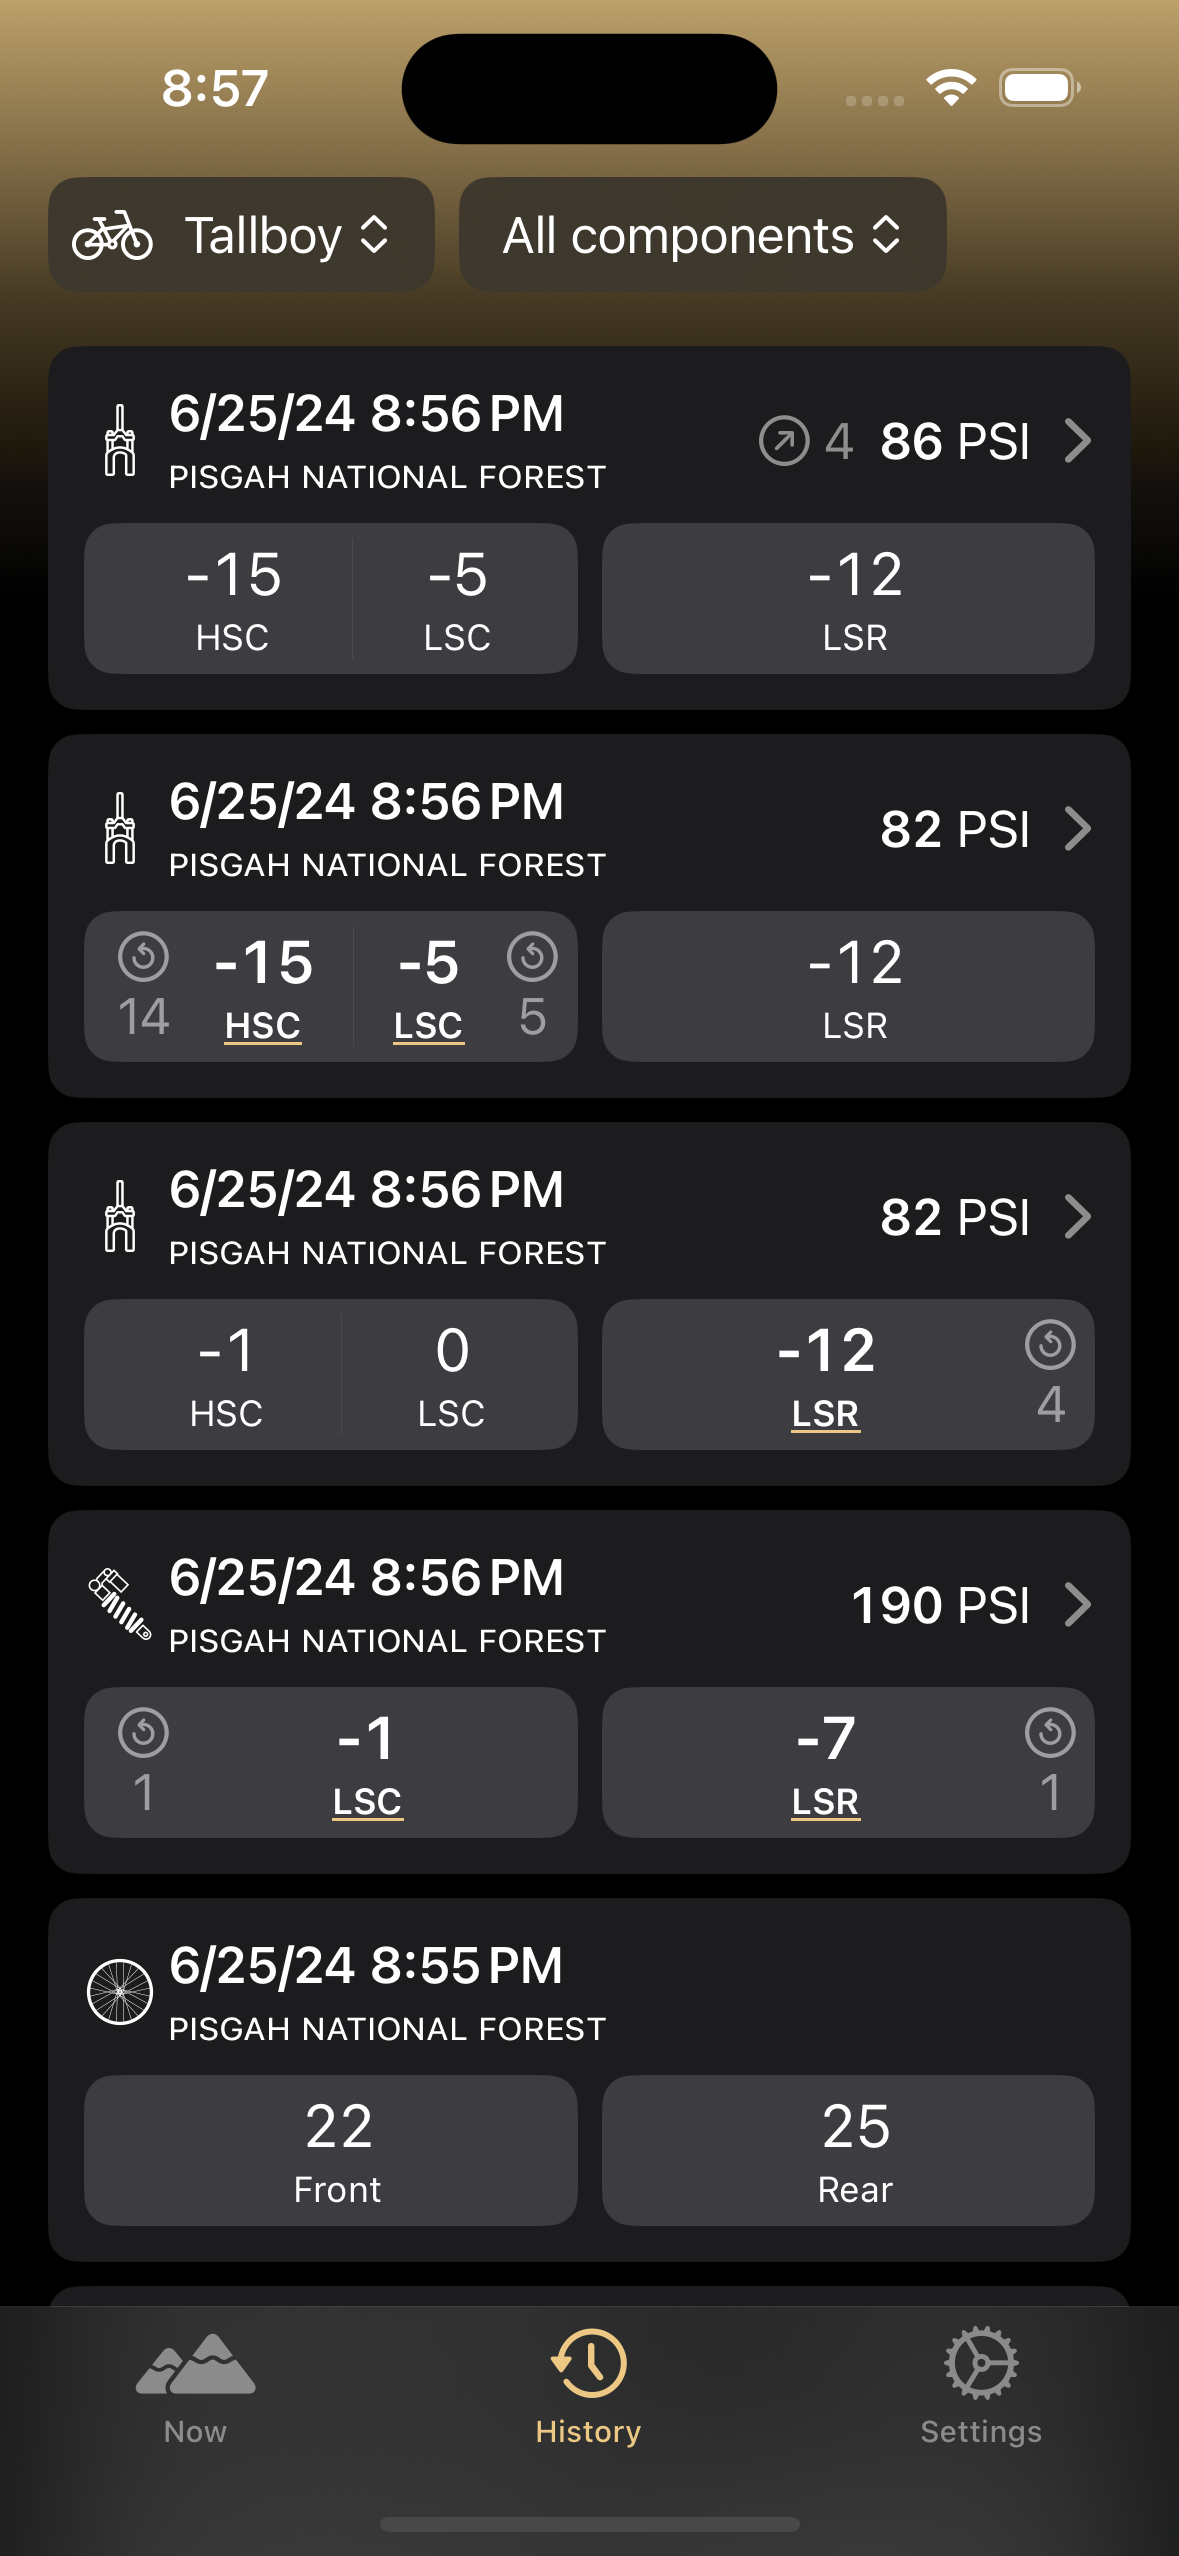 8:57
Tallboy All components
6/25/24 8:56 PM
PISGAH NATIONAL FOREST
4 86 PSI
-15 -5 -12
HSC LSC LSR
6/25/24 8:56 PM
PISGAH NATIONAL FOREST
82 PSI
-15 -5 -12
14 HSC LSC 5 LSR
6/25/24 8:56 PM
PISGAH NATIONAL FOREST
82 PSI
-1 0 -12
HSC LSC LSR 4
6/25/24 8:56 PM
PISGAH NATIONAL FOREST
190 PSI
-1 -7
1 LSC LSR 1
6/25/24 8:55 PM
PISGAH NATIONAL FOREST
22 25
Front Rear
Now History Settings